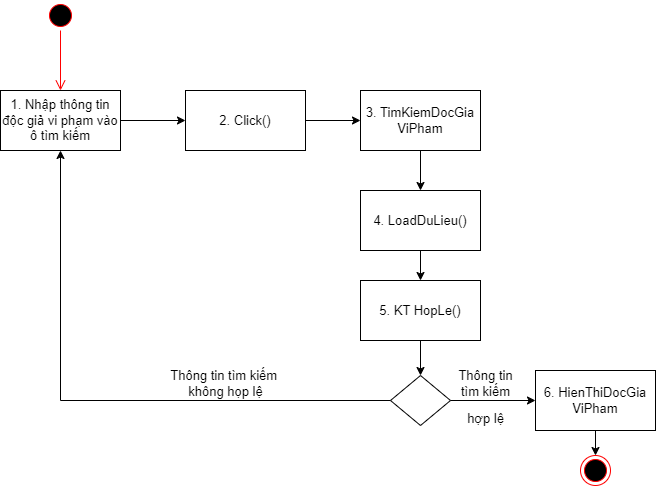 1. Nhập thông tin
độc giả vi phạm vào
ô tìm kiếm
2. Click()
3. TimKiemDocGia
ViPham
4. LoadDuLieu()
5. KT HopLe()
Thông tin tìm kiếm
không họp lệ
Thông tin
tìm kiếm
hợp lệ
6. HienThiDocGia
ViPham